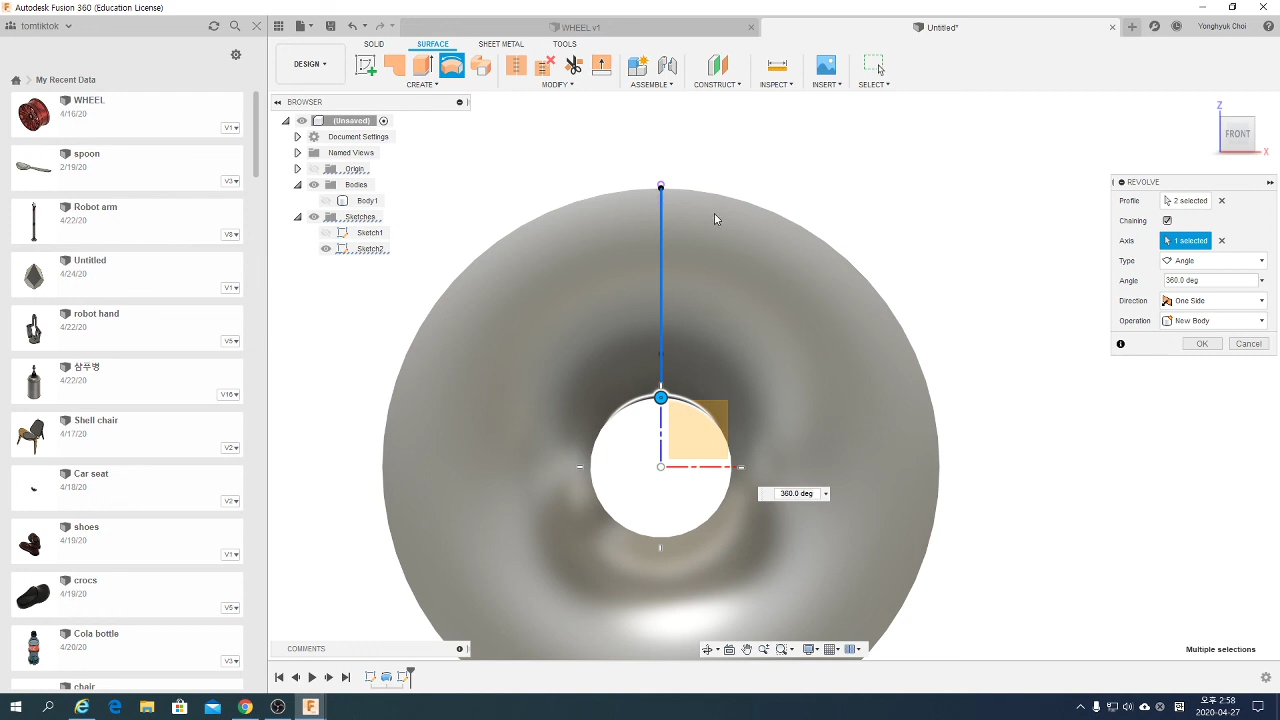 Autodesk Fusion 360 (Education License)
tomtiktok
WHEEL v1
Untitled*
Yonghyuk Choi
My Recent Data
WHEEL
4/16/20
V1
spoon
2/19/20
V3
Robot arm
4/22/20
V8
Untitled
4/24/20
V1
robot hand
4/22/20
V5
샴푸병
4/22/20
V16
Shell chair
4/17/20
V2
Car seat
4/18/20
V2
shoes
4/19/20
V1
crocs
4/19/20
V5
Cola bottle
4/20/20
V3
chair
DESIGN
SOLID
SURFACE
SHEET METAL
TOOLS
CREATE
MODIFY
ASSEMBLE
CONSTRUCT
INSPECT
INSERT
SELECT
BROWSER
(Unsaved)
Document Settings
Named Views
Origin
Bodies
Body1
Sketches
Sketch1
Sketch2
Z
FRONT
X
REVOLVE
Profile
2 selected
Chaining
Axis
1 selected
Type
Angle
Angle
360.0 deg
Direction
One Side
Operation
New Body
OK
Cancel
360.0 deg
COMMENTS
Multiple selections
오후 2:58
2020-04-27